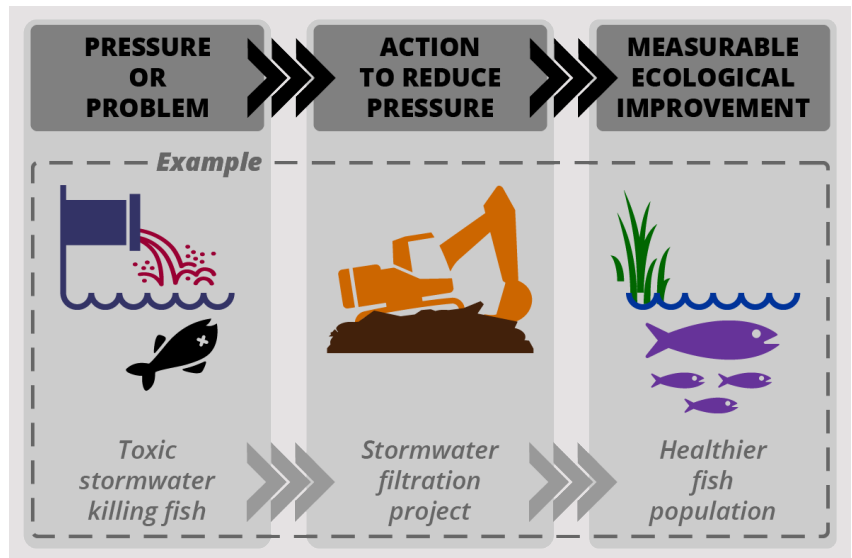 PRESSURE
OR
PROBLEM
ACTION
TO REDUCE
PRESSURE
MEASURABLE
ECOLOGICAL
IMPROVEMENT
Example
Toxic
stormwater
killing fish
Stormwater
filtration
project
Healthier
fish
population